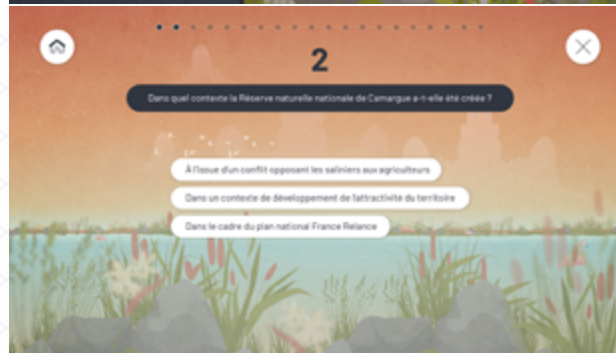 2
Dans quel contexte la Réserve naturelle nationale de Camargue a-t-elle été créée ?
À l'issue d'un conflit opposant les saliniers aux agriculteurs
Dans un contexte de développement de l'attractivité du territoire
Dans le cadre du plan national France Relance